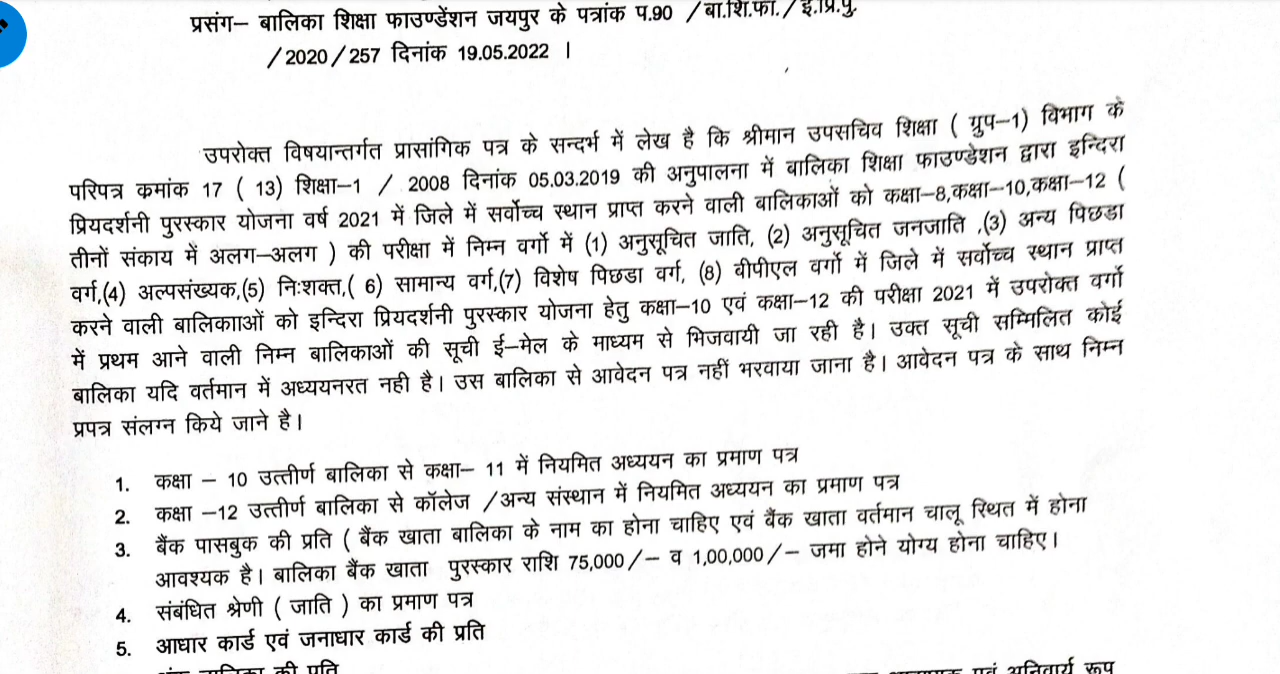 प्रसंग– बालिका शिक्षा फाउण्डेंशन जयपुर के पत्रांक प.90 /बा.शि.फा./इ.प्रि.पु.
/2020/257 दिनांक 19.05.2022 ।
उपरोक्त विषयान्तर्गत प्रासांगिक पत्र के सन्दर्भ में लेख है कि श्रीमान उपसचिव शिक्षा ( ग्रुप–1) विभाग के
परिपत्र क्रमांक 17 ( 13) शिक्षा–1 / 2008 दिनांक 05.03.2019 की अनुपालना में बालिका शिक्षा फाउण्डेशन द्वारा इन्दिरा
प्रियदर्शनी पुरस्कार योजना वर्ष 2021 में जिले में सर्वोच्च स्थान प्राप्त करने वाली बालिकाओं को कक्षा–8,कक्षा–10,कक्षा–12 (
तीनों संकाय में अलग–अलग ) की परीक्षा में निम्न वर्गो में (1) अनुसूचित जाति, (2) अनुसूचित जनजाति ,(3) अन्य पिछडा
वर्ग,(4) अल्पसंख्यक,(5) निःशक्त,( 6) सामान्य वर्ग,(7) विशेष पिछडा वर्ग, (8) बीपीएल वर्गो में जिले में सर्वोच्च स्थान प्राप्त
करने वाली बालिकााओं को इन्दिरा प्रियदर्शनी पुरस्कार योजना हेतु कक्षा–10 एवं कक्षा–12 की परीक्षा 2021 में उपरोक्त वर्गो
में प्रथम आने वाली निम्न बालिकाओं की सूची ई–मेल के माध्यम से भिजवायी जा रही है। उक्त सूची सम्मिलित कोई
बालिका यदि वर्तमान में अध्ययनरत नही है। उस बालिका से आवेदन पत्र नहीं भरवाया जाना है। आवेदन पत्र के साथ निम्न
प्रपत्र संलग्न किये जाने है।
1. कक्षा – 10 उत्तीर्ण बालिका से कक्षा– 11 में नियमित अध्ययन का प्रमाण पत्र
2. कक्षा –12 उत्तीर्ण बालिका से कॉलेज /अन्य संस्थान में नियमित अध्ययन का प्रमाण पत्र
3. बैंक पासबुक की प्रति ( बैंक खाता बालिका के नाम का होना चाहिए एवं बैंक खाता वर्तमान चालू स्थित में होना
आवश्यक है। बालिका बैंक खाता पुरस्कार राशि 75,000/– व 1,00,000/– जमा होने योग्य होना चाहिए।
4. संबंधित श्रेणी ( जाति ) का प्रमाण पत्र
5. आधार कार्ड एवं जनाधार कार्ड की प्रति
की प्रति एवं अनिवार्य रूप